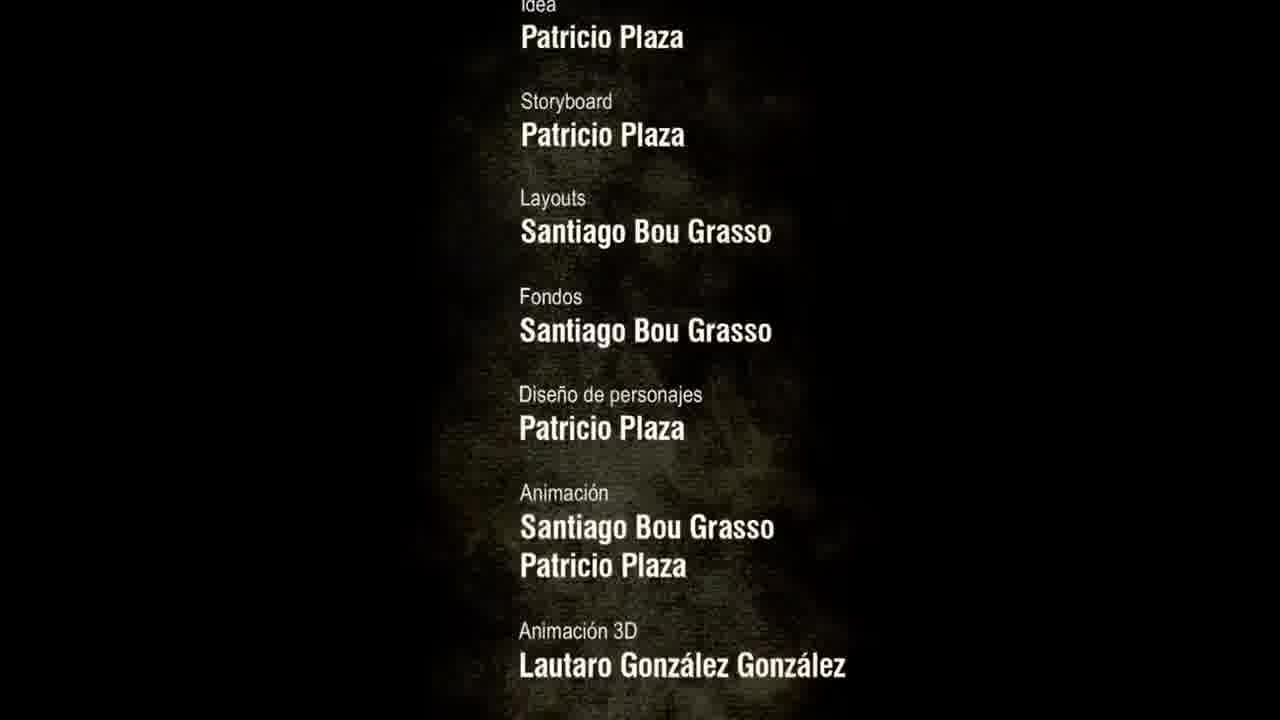 Idea
Patricio Plaza
Storyboard
Patricio Plaza
Layouts
Santiago Bou Grasso
Fondos
Santiago Bou Grasso
Diseño de personajes
Patricio Plaza
Animación
Santiago Bou Grasso
Patricio Plaza
Animación 3D
Lautaro González González